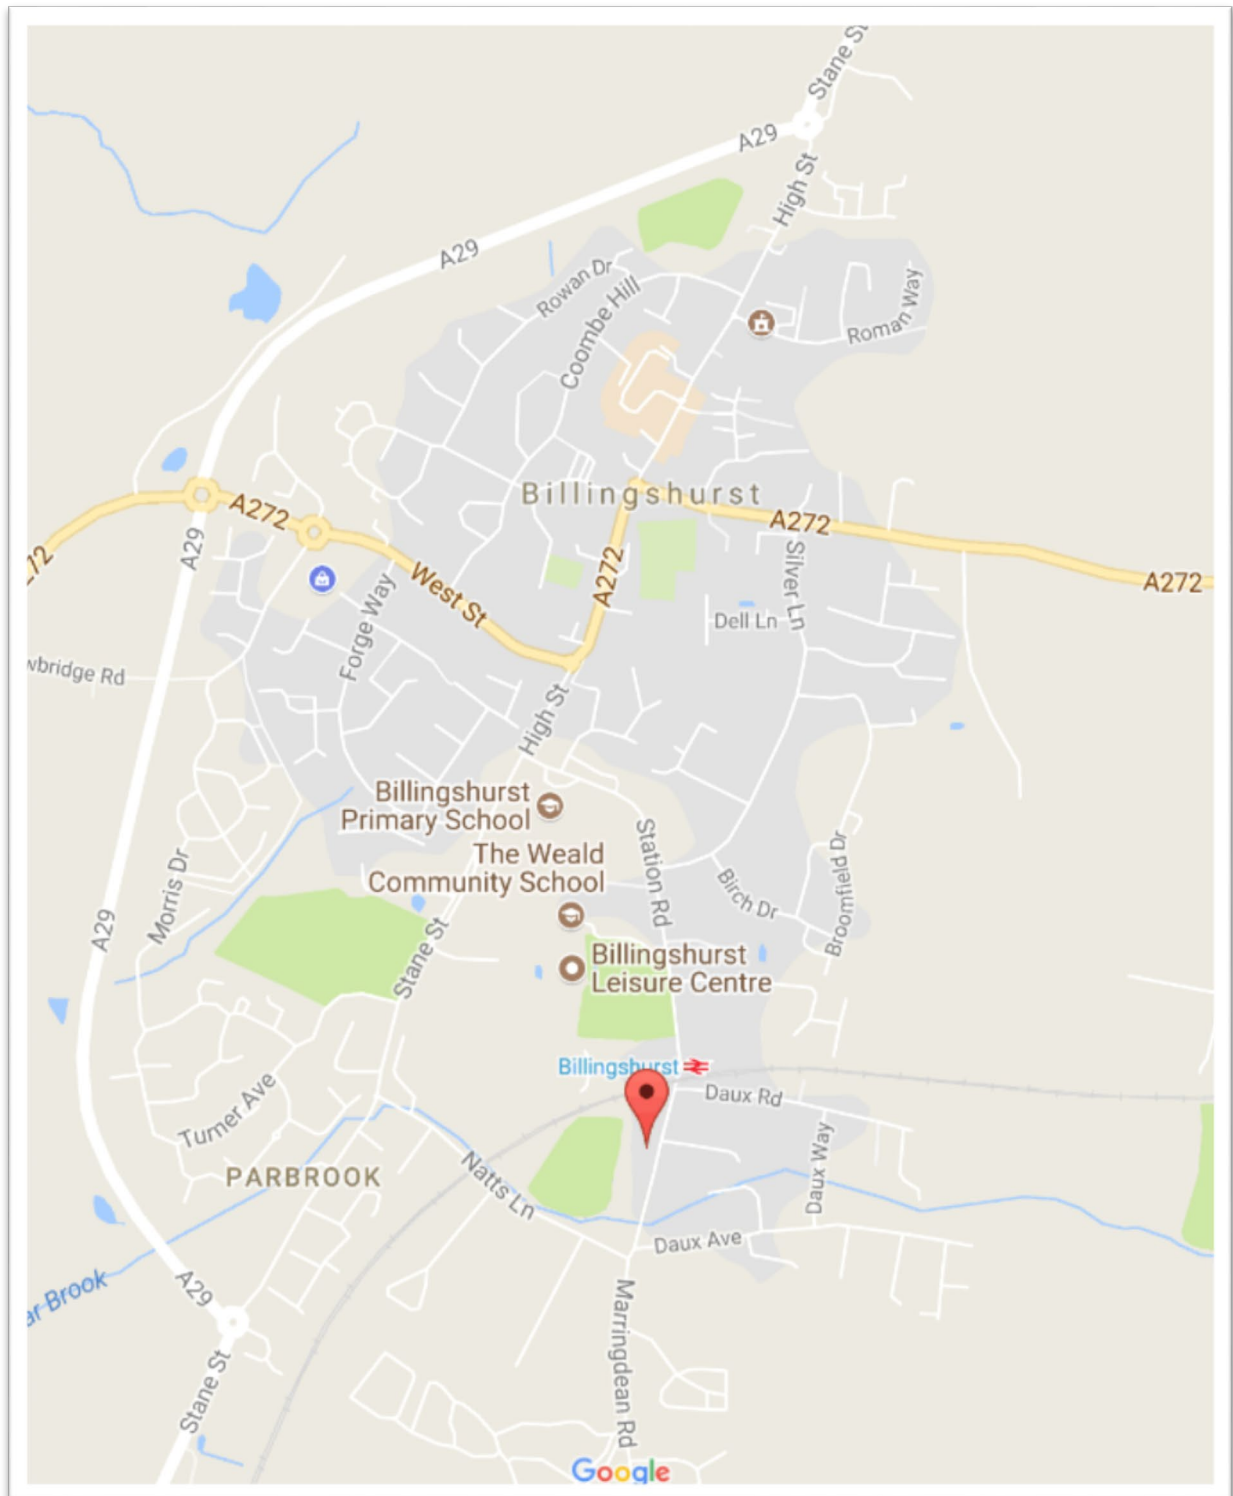 Stane St
A29
High St
A29
Rowan Dr
Coombe Hill
Roman Way
Billingshurst
A272
A272
A29
A272
Silver Ln
West St
A272
Forge Way
Dell Ln
wbridge Rd
High St
Billingshurst
Primary School
The Weald
Community School
Station Rd
Birch Dr
Broomfield Dr
Morris Dr
A29
Stane St
Billingshurst
Leisure Centre
Billingshurst
Daux Rd
Turner Ave
PARBROOK
Natts Ln
Daux Way
Daux Ave
ar Brook
A29
Marringdean Rd
Stane St
Google